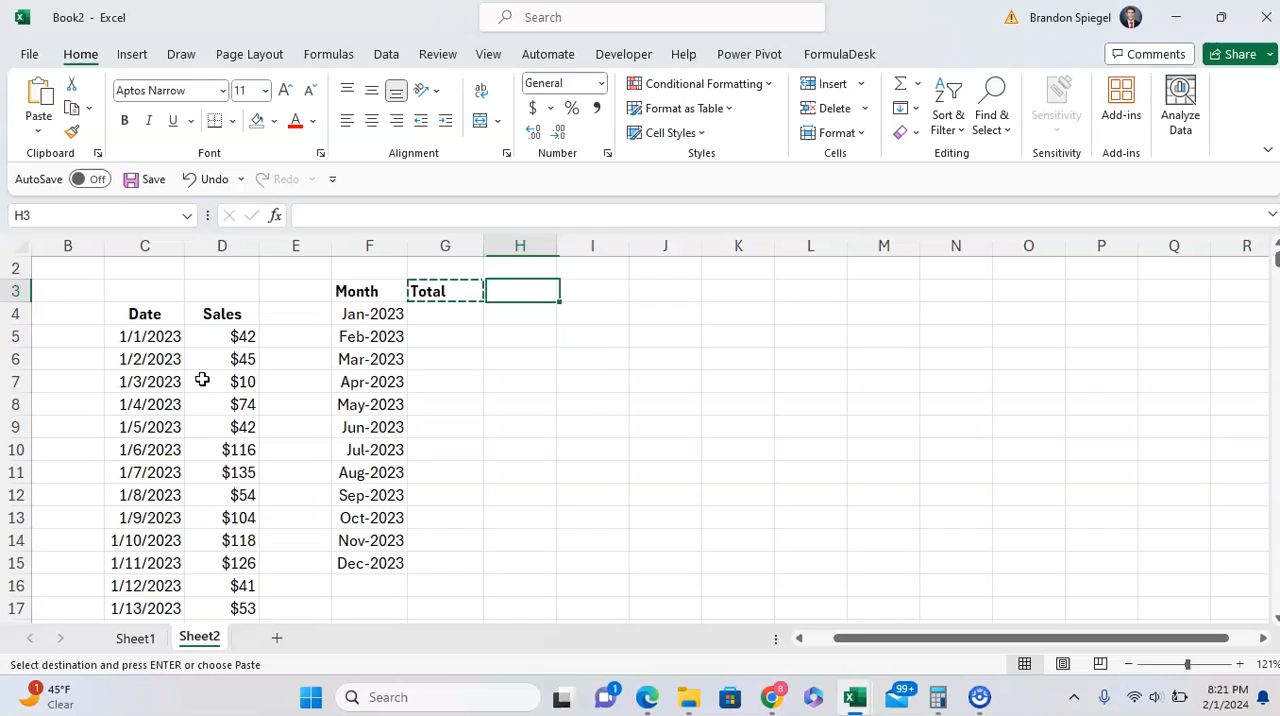 Book2 - Excel
Search
Brandon Spiegel
File Home Insert Draw Page Layout Formulas Data Review View Automate Developer Help Power Pivot FormulaDesk
Comments Share
Paste
Clipboard
Aptos Narrow 11
B I U A
Font
ab
Alignment
General
$ % ,
Number
Conditional Formatting
Format as Table
Cell Styles
Styles
Insert
Delete
Format
Cells
Sort & Filter
Find & Select
Editing
Sensitivity
Sensitivity
Add-ins
Add-ins
Analyze Data
AutoSave Off Save Undo Redo
H3 fx
B C D E F G H I J K L M N O P Q R
2
3 Month Total
4 Date Sales Jan-2023
5 1/1/2023 $42 Feb-2023
6 1/2/2023 $45 Mar-2023
7 1/3/2023 $10 Apr-2023
8 1/4/2023 $74 May-2023
9 1/5/2023 $42 Jun-2023
10 1/6/2023 $116 Jul-2023
11 1/7/2023 $135 Aug-2023
12 1/8/2023 $54 Sep-2023
13 1/9/2023 $104 Oct-2023
14 1/10/2023 $118 Nov-2023
15 1/11/2023 $126 Dec-2023
16 1/12/2023 $41
17 1/13/2023 $53
Sheet1 Sheet2
Select destination and press ENTER or choose Paste
121%
1 45°F
Clear
Search
1 8 99+
8:21 PM
2/1/2024